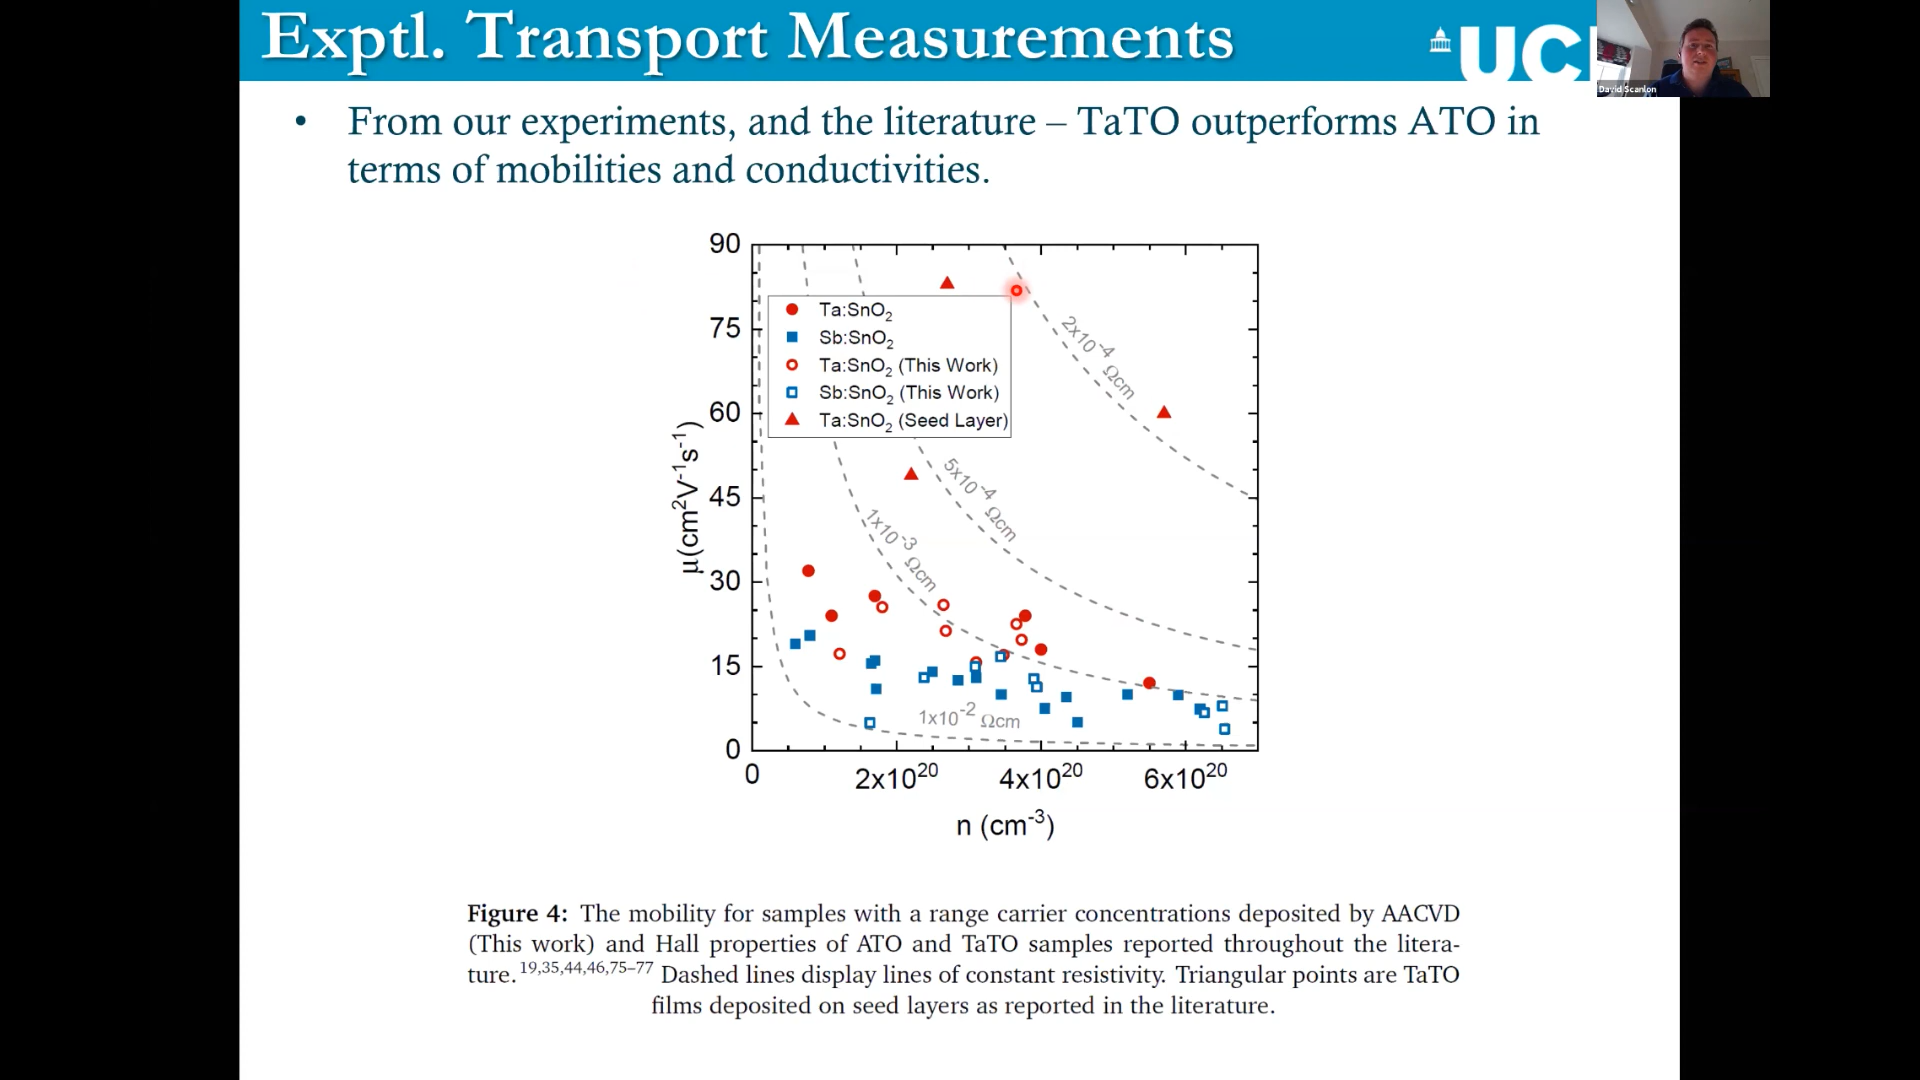 Exptl. Transport Measurements
UC
David Scanlon
• From our experiments, and the literature – TaTO outperforms ATO in
terms of mobilities and conductivities.
90
75
60
45
30
15
0
μ(cm²V⁻¹s⁻¹)
Ta:SnO₂
Sb:SnO₂
Ta:SnO₂ (This Work)
Sb:SnO₂ (This Work)
Ta:SnO₂ (Seed Layer)
2x10⁻⁴ Ωcm
5x10⁻⁴ Ωcm
1x10⁻³ Ωcm
1x10⁻² Ωcm
0 2x10²⁰ 4x10²⁰ 6x10²⁰
n (cm⁻³)
Figure 4: The mobility for samples with a range carrier concentrations deposited by AACVD
(This work) and Hall properties of ATO and TaTO samples reported throughout the litera-
ture.¹⁹,³⁵,⁴⁴,⁴⁶,⁷⁵⁻⁷⁷ Dashed lines display lines of constant resistivity. Triangular points are TaTO
films deposited on seed layers as reported in the literature.